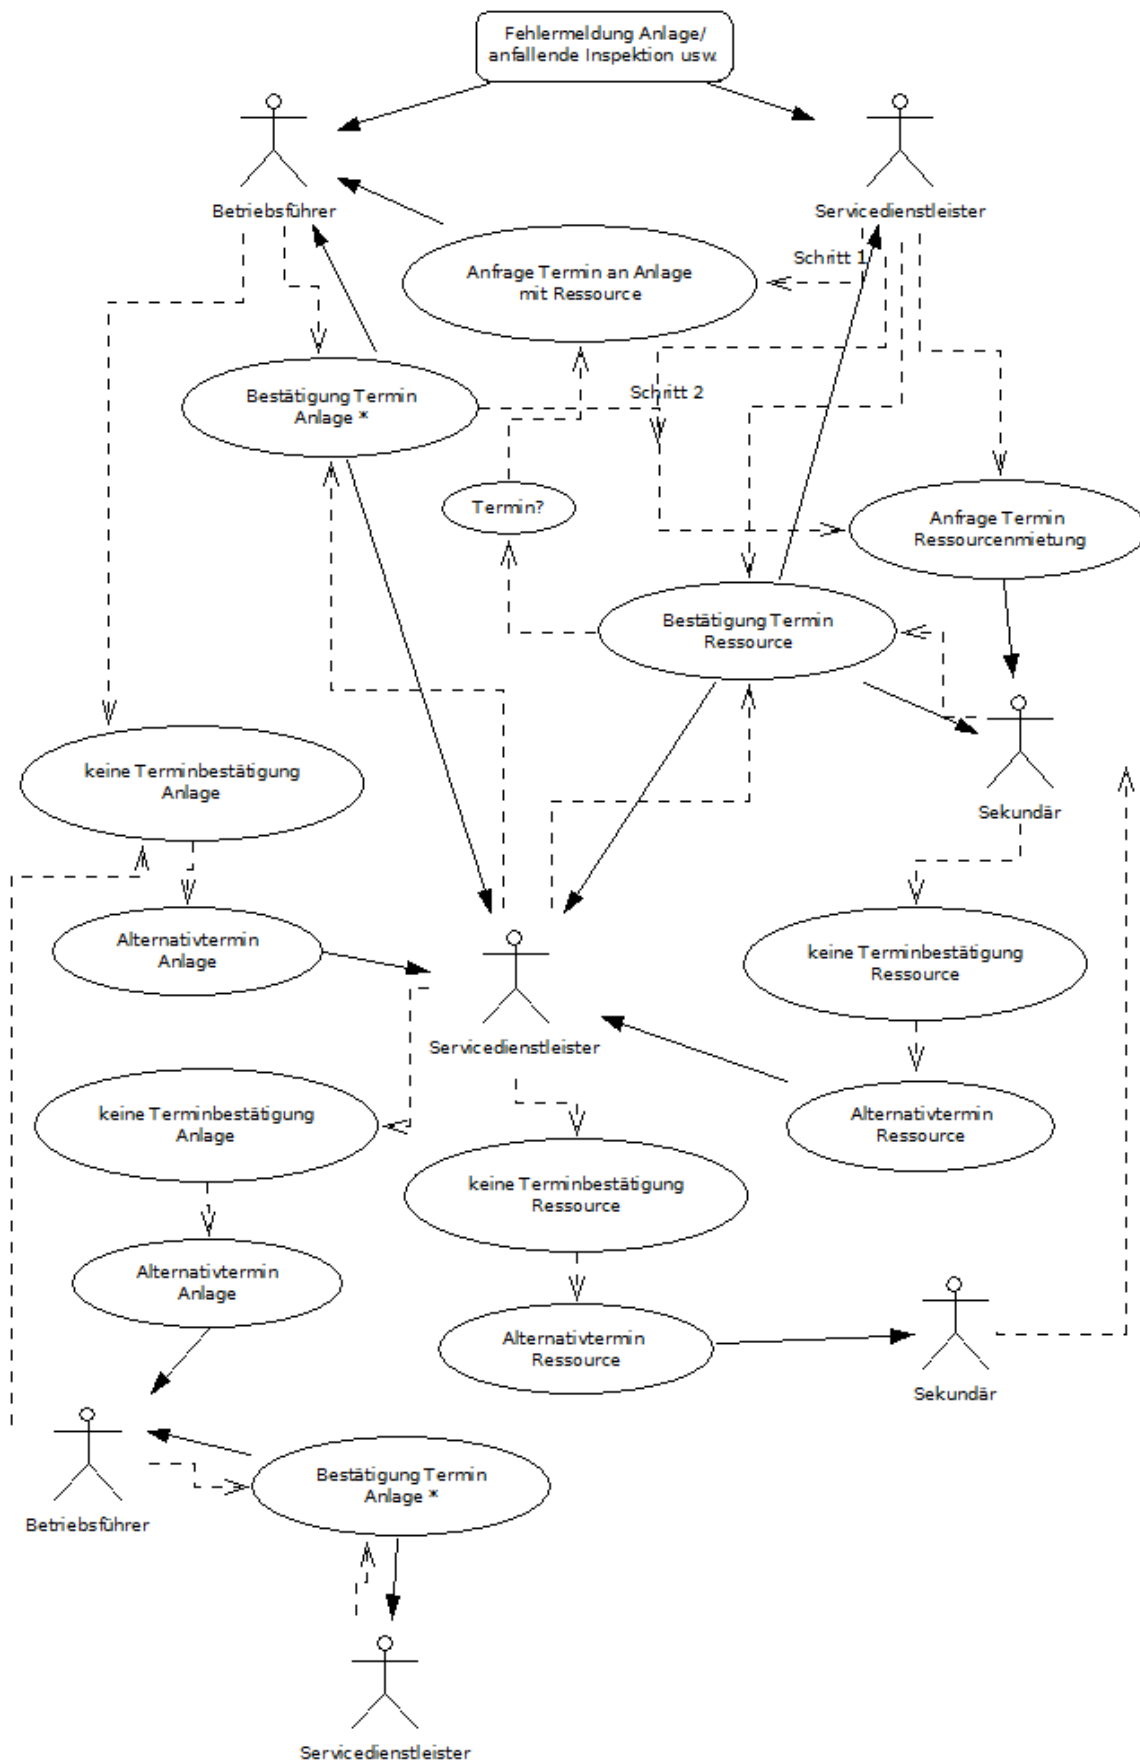 Fehlermeldung Anlage/
anfallende Inspektion usw.
Betriebsführer
Servicedienstleister
Anfrage Termin an Anlage
mit Ressource
Schritt 1
Bestätigung Termin
Anlage *
Schritt 2
Termin?
Anfrage Termin
Ressourcenmietung
Bestätigung Termin
Ressource
keine Terminbestätigung
Anlage
Sekundär
Alternativtermin
Anlage
keine Terminbestätigung
Ressource
Servicedienstleister
keine Terminbestätigung
Anlage
Alternativtermin
Ressource
keine Terminbestätigung
Ressource
Alternativtermin
Anlage
Alternativtermin
Ressource
Sekundär
Bestätigung Termin
Anlage *
Betriebsführer
Servicedienstleister